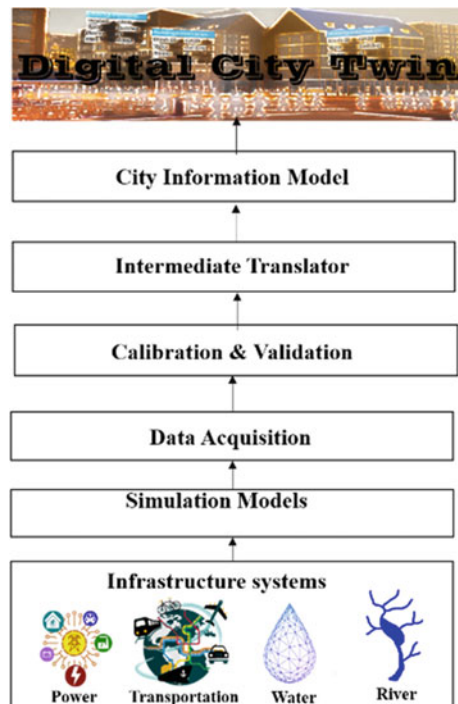 Digital City Twin
City Information Model
Intermediate Translator
Calibration & Validation
Data Acquisition
Simulation Models
Infrastructure systems
Power Transportation Water River